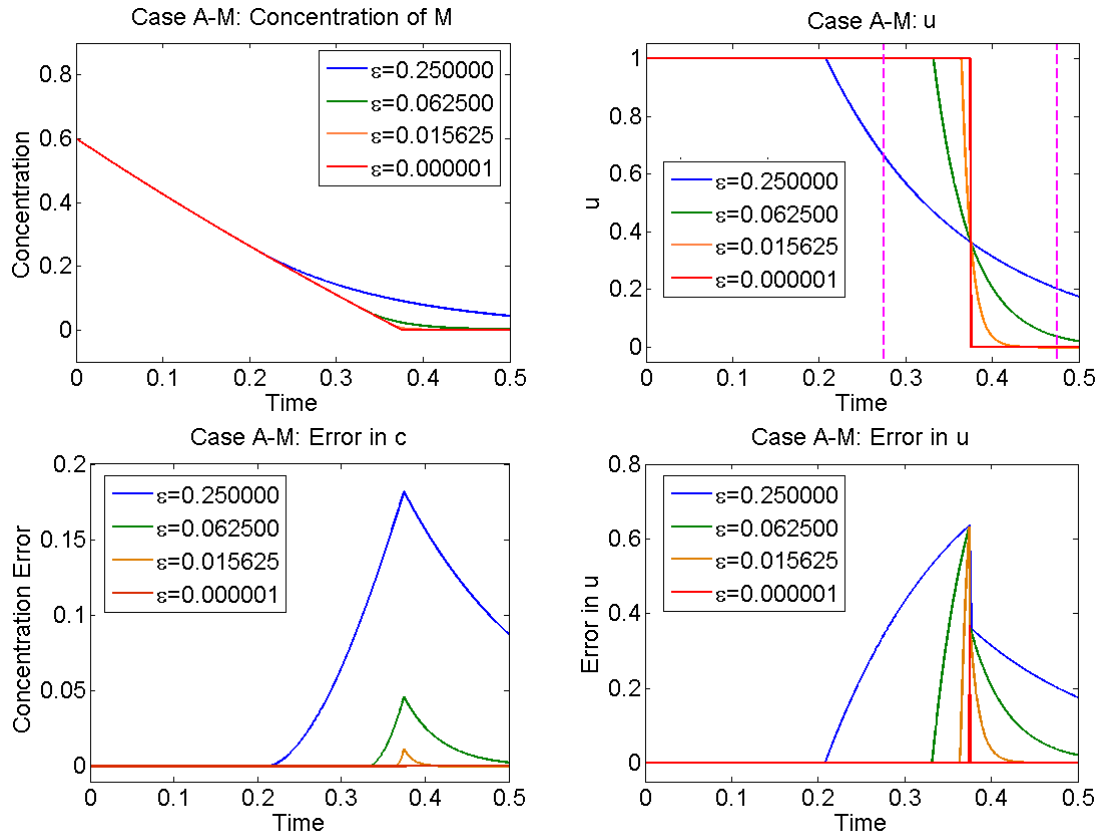 Case A-M: Concentration of M
0.8
0.6
0.4
0.2
0
Concentration
ε=0.250000
ε=0.062500
ε=0.015625
ε=0.000001
0 0.1 0.2 0.3 0.4 0.5
Time
Case A-M: u
1
0.8
0.6
0.4
0.2
0
u
ε=0.250000
ε=0.062500
ε=0.015625
ε=0.000001
0 0.1 0.2 0.3 0.4 0.5
Time
Case A-M: Error in c
0.2
0.15
0.1
0.05
0
Concentration Error
ε=0.250000
ε=0.062500
ε=0.015625
ε=0.000001
0 0.1 0.2 0.3 0.4 0.5
Time
Case A-M: Error in u
0.8
0.6
0.4
0.2
0
Error in u
ε=0.250000
ε=0.062500
ε=0.015625
ε=0.000001
0 0.1 0.2 0.3 0.4 0.5
Time